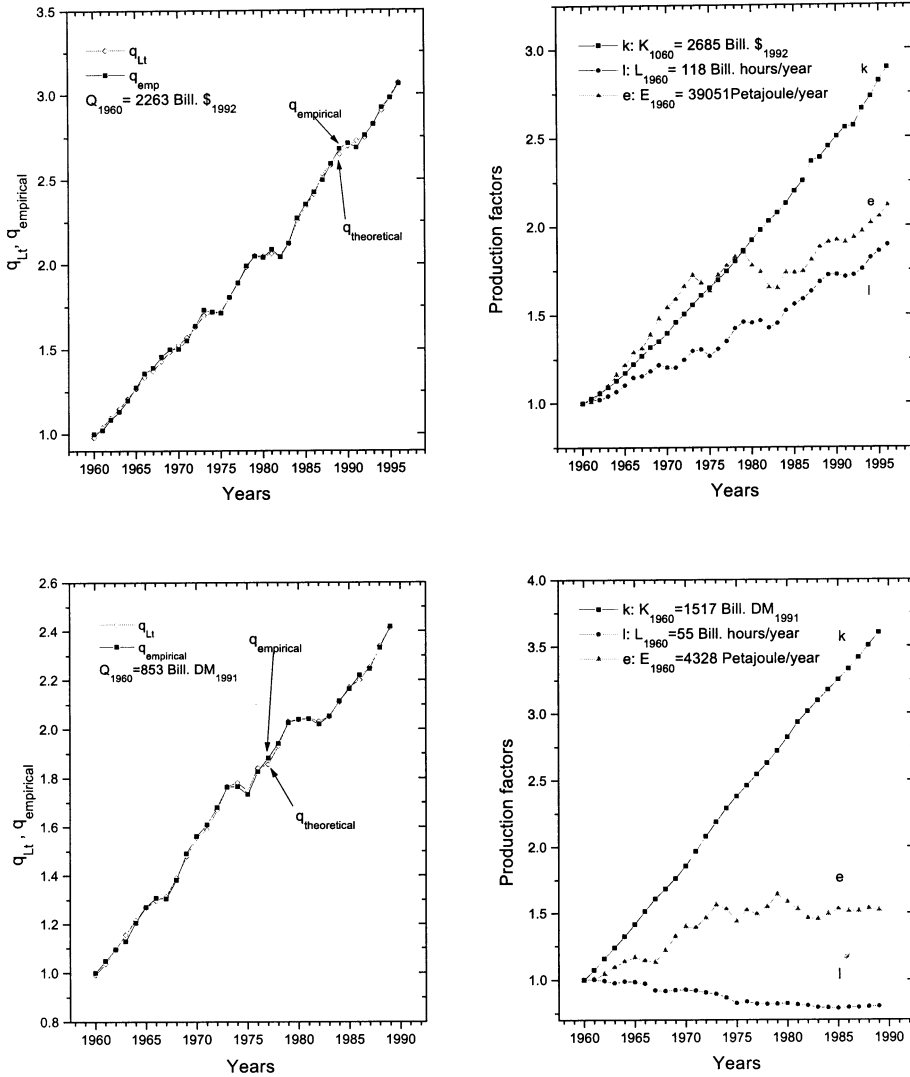 3.5
3.0
2.5
2.0
1.5
1.0
q_Lt, q_empirical
q_Lt
q_emp
Q_1960 = 2263 Bill. $_1992
q_empirical
q_theoretical
1960 1965 1970 1975 1980 1985 1990 1995
Years
3.0
2.5
2.0
1.5
1.0
Production factors
k: K_1060 = 2685 Bill. $_1992
l: L_1960 = 118 Bill. hours/year
e: E_1960 = 39051Petajoule/year
k
e
l
1960 1965 1970 1975 1980 1985 1990 1995
Years
2.6
2.4
2.2
2.0
1.8
1.6
1.4
1.2
1.0
0.8
q_Lt , q_empirical
q_Lt
q_empirical
Q_1960=853 Bill. DM_1991
q_empirical
q_theoretical
1960 1965 1970 1975 1980 1985 1990
Years
4.0
3.5
3.0
2.5
2.0
1.5
1.0
Production factors
k: K_1960=1517 Bill. DM_1991
l: L_1960=55 Bill. hours/year
e: E_1960=4328 Petajoule/year
k
e
l
1960 1965 1970 1975 1980 1985 1990
Years